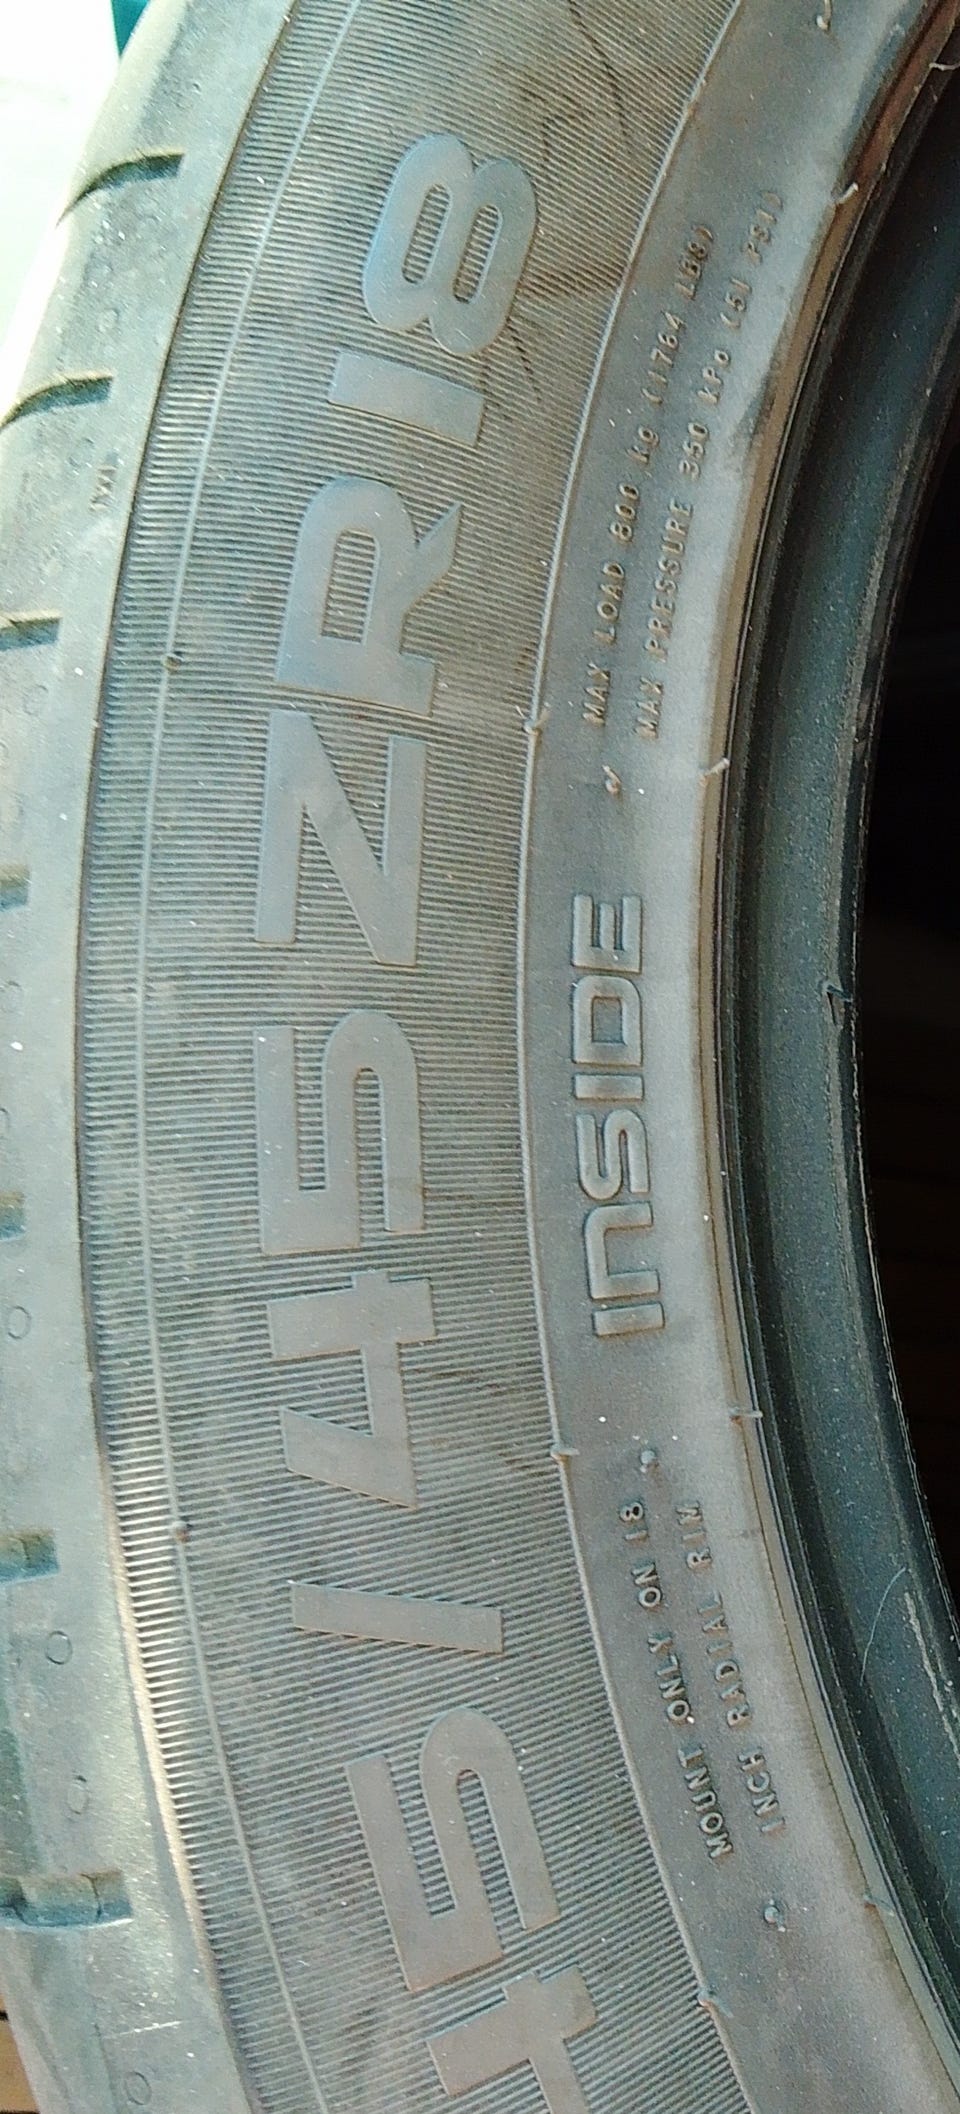 45/45ZR18
MAX LOAD 800 kg (1764 LBS)
MAX PRESSURE 350 kPa (51 PSI)
INSIDE
MOUNT ONLY ON 18
INCH RADIAL RIM